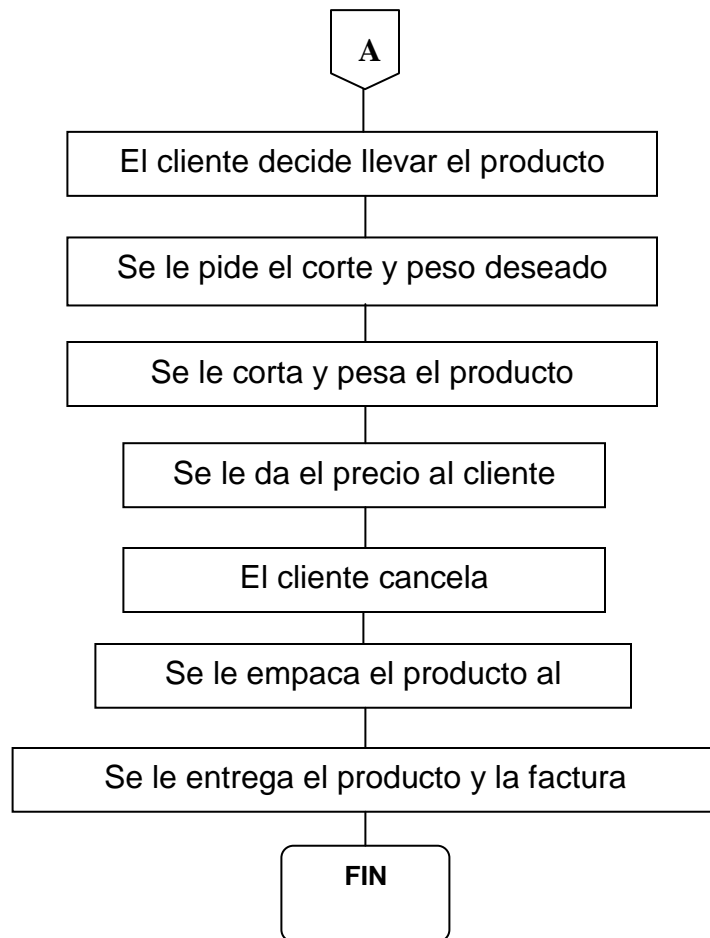 A
El cliente decide llevar el producto
Se le pide el corte y peso deseado
Se le corta y pesa el producto
Se le da el precio al cliente
El cliente cancela
Se le empaca el producto al
Se le entrega el producto y la factura
FIN